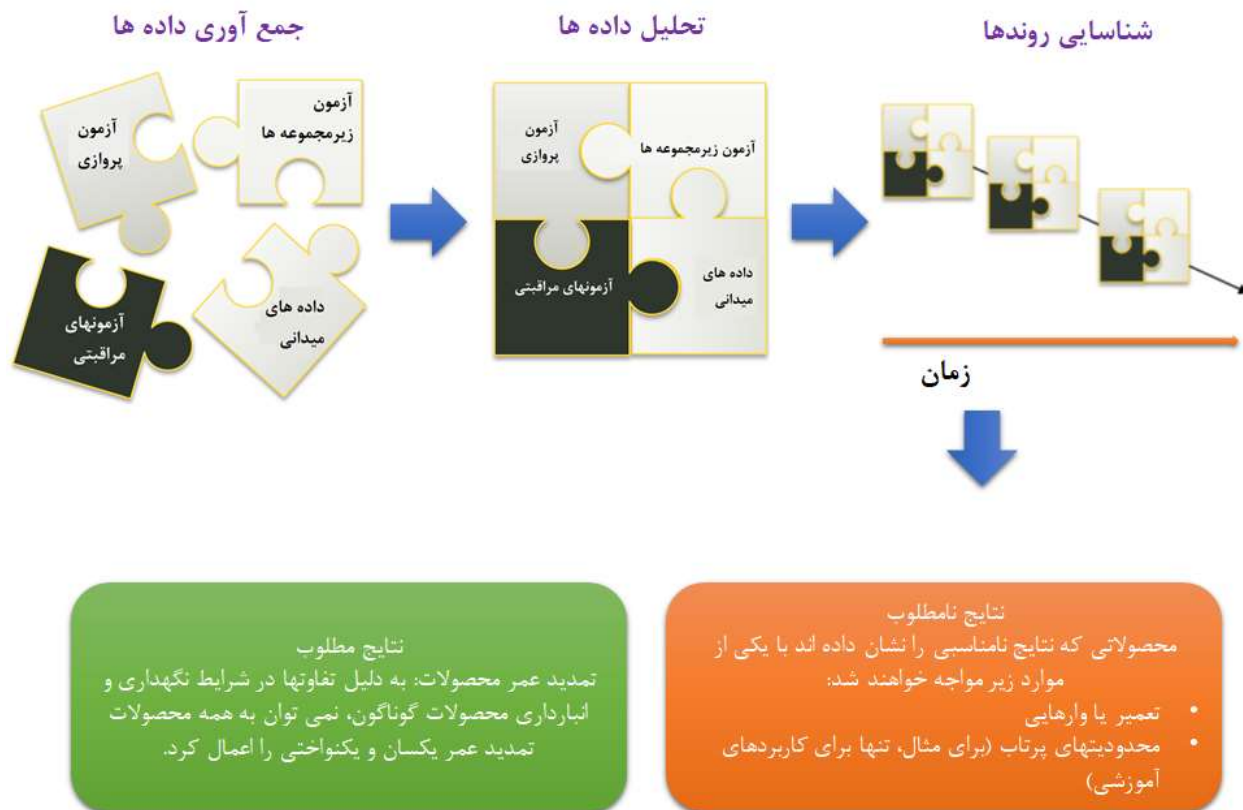 جمع آوری داده ها
تحلیل داده ها
شناسایی روندها
آزمون
پروازی
آزمون
زیرمجموعه ها
آزمونهای
مراقبتی
داده های
میدانی
آزمون
پروازی
آزمون زیرمجموعه ها
آزمونهای مراقبتی
داده های
میدانی
زمان
نتایج مطلوب
تمدید عمر محصولات: به دلیل تفاوتها در شرایط نگهداری و
انبارداری محصولات گوناگون، نمی توان به همه محصولات
تمدید عمر یکسان و یکنواختی را اعمال کرد.
نتایج نامطلوب
محصولاتی که نتایج نامناسبی را نشان داده اند با یکی از
موارد زیر مواجه خواهند شد:
• تعمیر یا وارهایی
• محدودیتهای پرتاب (برای مثال، تنها برای کاربردهای
آموزشی)